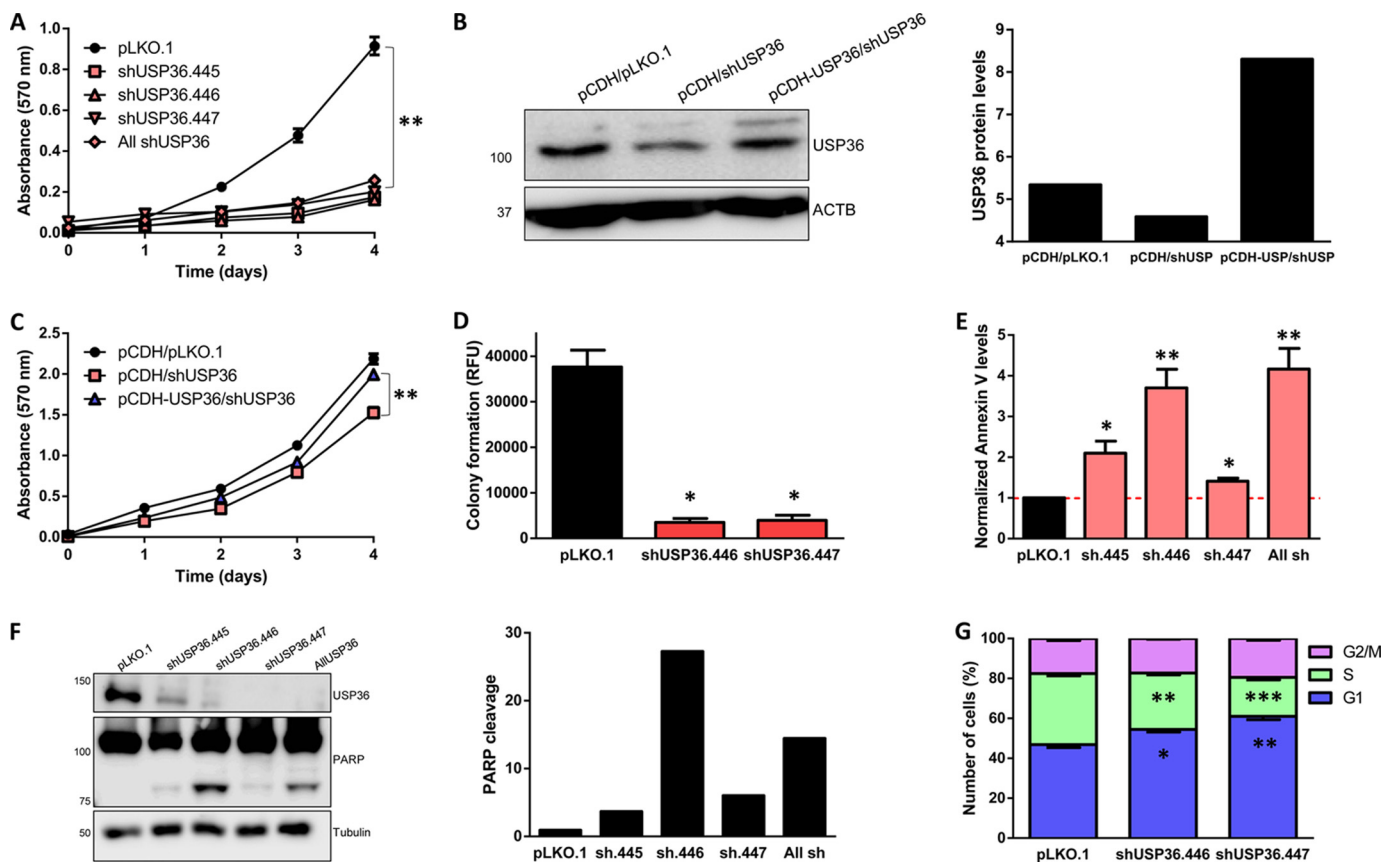 A
Absorbance (570 nm)
1.0
0.8
0.6
0.4
0.2
0.0
pLKO.1
shUSP36.445
shUSP36.446
shUSP36.447
All shUSP36
**
0 1 2 3 4
Time (days)
B
pCDH/pLKO.1
pCDH/shUSP36
pCDH-USP36/shUSP36
100
USP36
37
ACTB
USP36 protein levels
9
8
7
6
5
4
pCDH/pLKO.1 pCDH/shUSP pCDH-USP/shUSP
C
Absorbance (570 nm)
2.5
2.0
1.5
1.0
0.5
0.0
pCDH/pLKO.1
pCDH/shUSP36
pCDH-USP36/shUSP36
**
0 1 2 3 4
Time (days)
D
Colony formation (RFU)
40000
30000
20000
10000
0
* *
pLKO.1 shUSP36.446 shUSP36.447
E
Normalized Annexin V levels
5
4
3
2
1
0
* ** * **
pLKO.1 sh.445 sh.446 sh.447 All sh
F
pLKO.1
shUSP36.445
shUSP36.446
shUSP36.447
AllUSP36
150
USP36
100
PARP
75
50
Tubulin
PARP cleavage
30
20
10
0
pLKO.1 sh.445 sh.446 sh.447 All sh
G
Number of cells (%)
100
80
60
40
20
0
** ***
* **
G2/M
S
G1
pLKO.1 shUSP36.446 shUSP36.447